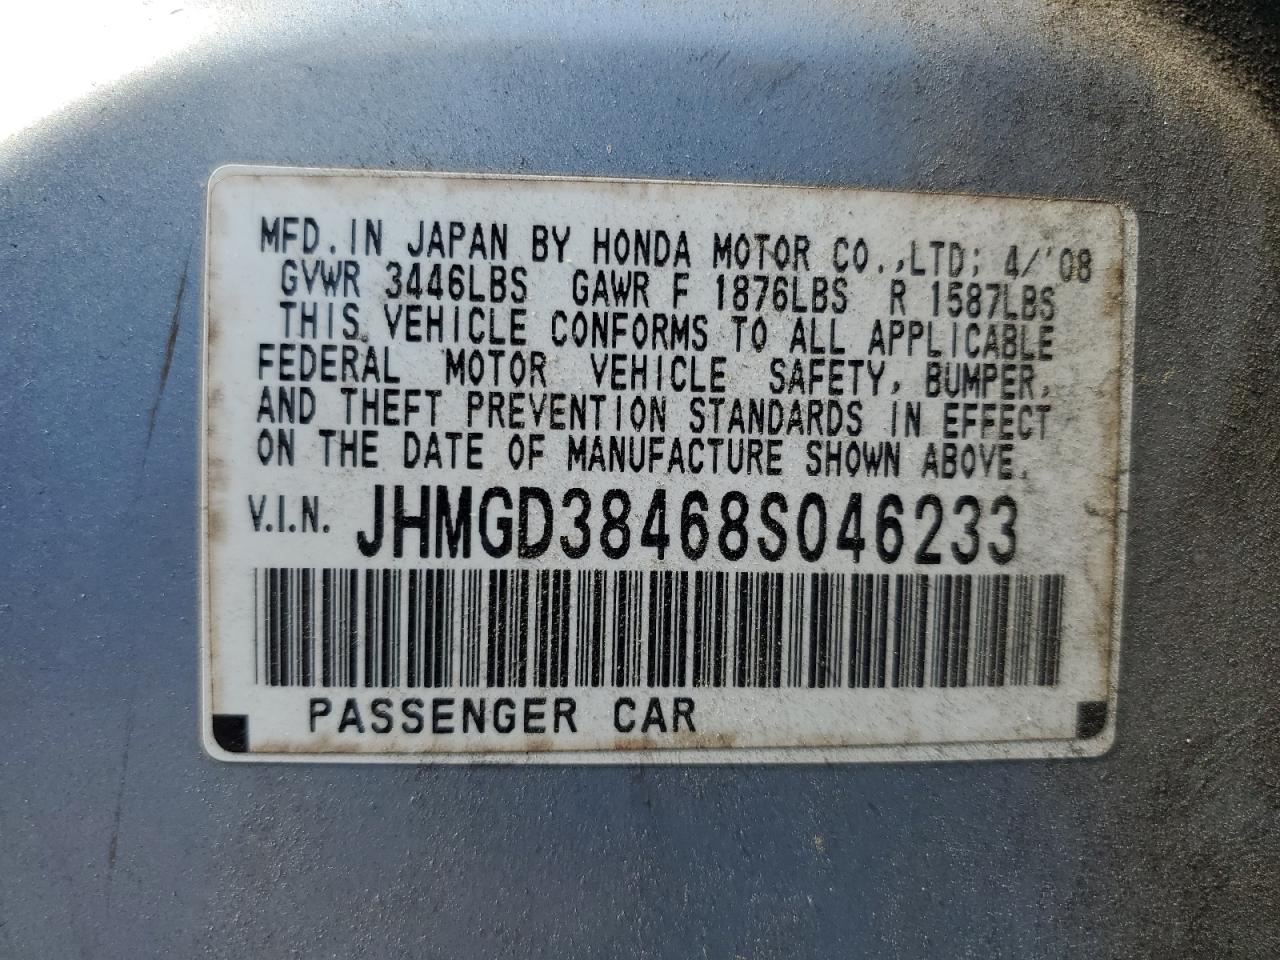 MFD. IN JAPAN BY HONDA MOTOR CO.,LTD; 4/'08
GVWR 3446LBS GAWR F 1876LBS R 1587LBS
THIS VEHICLE CONFORMS TO ALL APPLICABLE
FEDERAL MOTOR VEHICLE SAFETY, BUMPER,
AND THEFT PREVENTION STANDARDS IN EFFECT
ON THE DATE OF MANUFACTURE SHOWN ABOVE.
V.I.N. JHMGD38468S046233
PASSENGER CAR